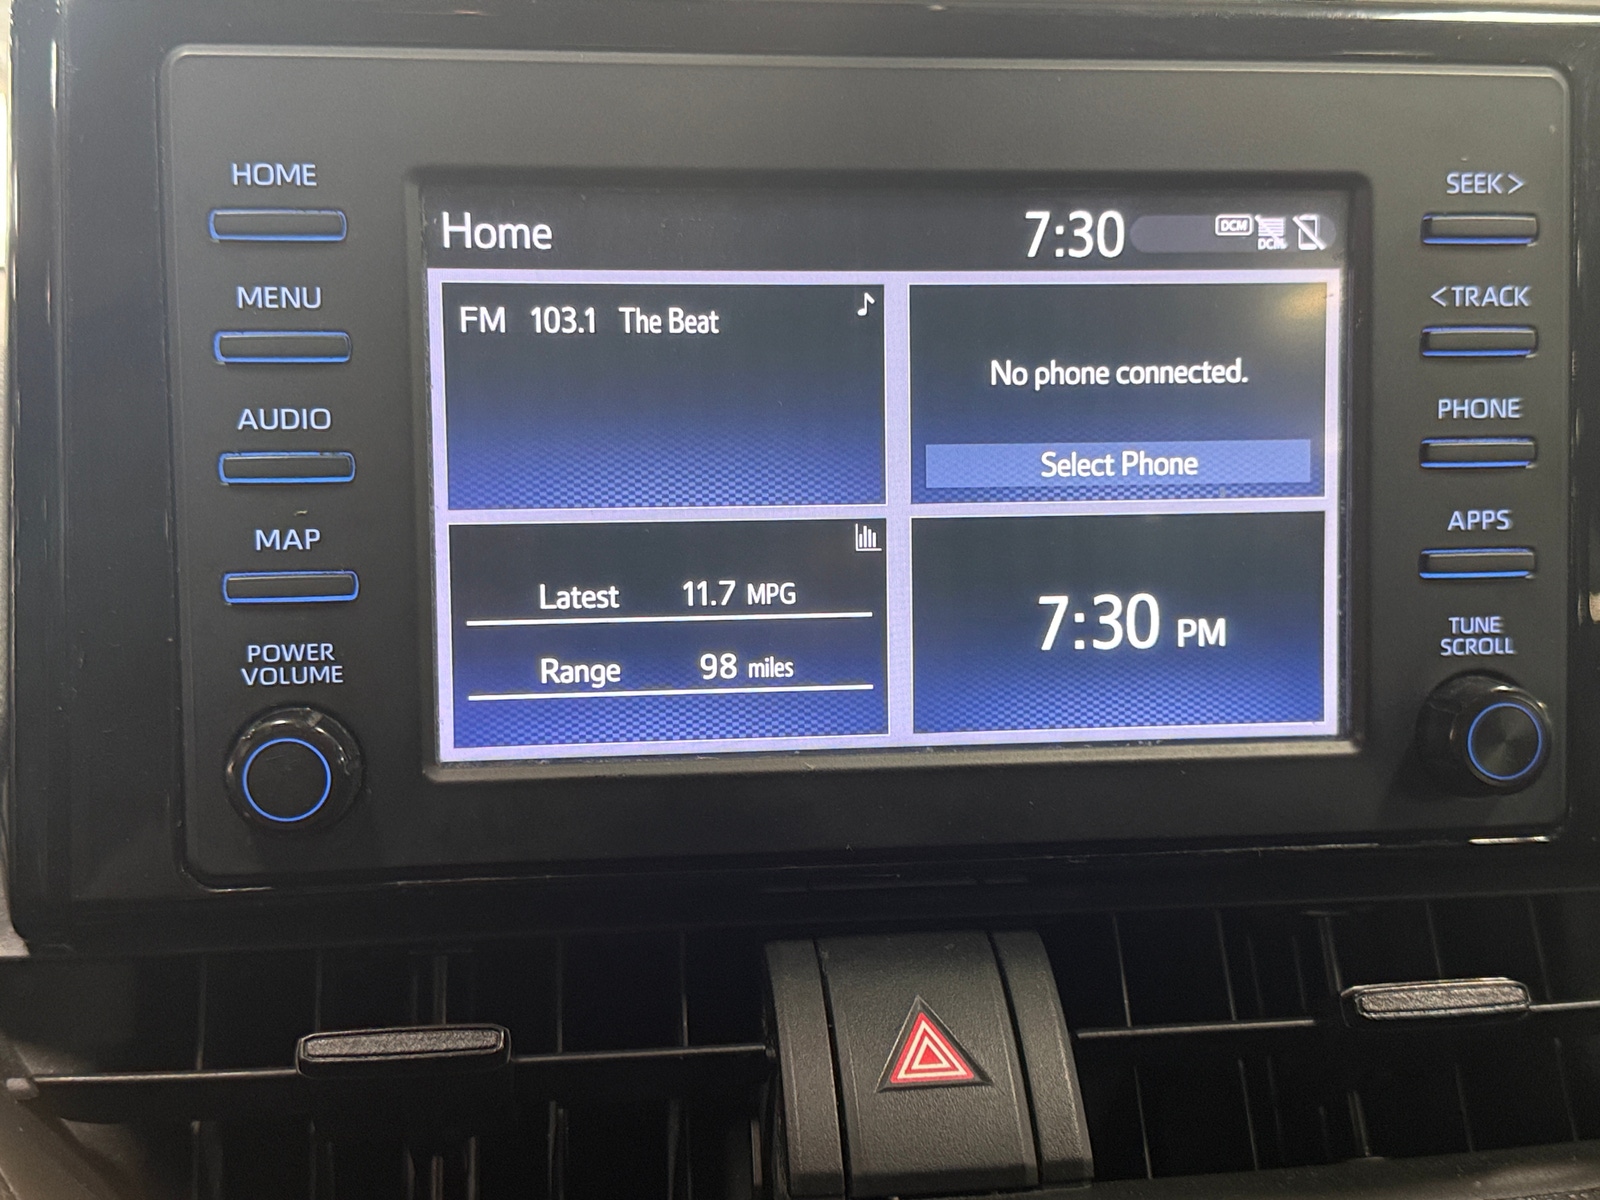 HOME
MENU
AUDIO
MAP
POWER
VOLUME
Home
7:30
DCM
DCM
FM 103.1 The Beat
No phone connected.
Select Phone
Latest 11.7 MPG
Range 98 miles
7:30 PM
SEEK>
<TRACK
PHONE
APPS
TUNE
SCROLL